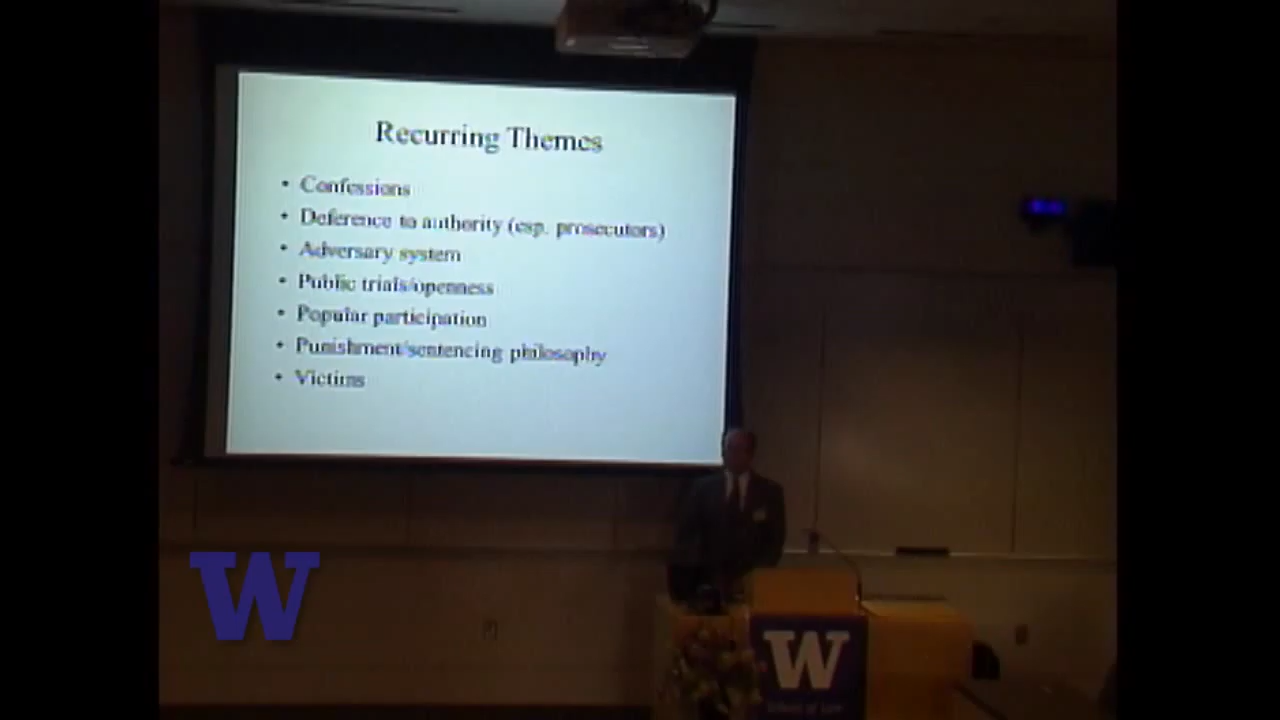 Recurring Themes
• Confessions
• Deference to authority (esp. prosecutors)
• Adversary system
• Public trials/openness
• Popular participation
• Punishment/sentencing philosophy
• Victims
W
W
School of Law